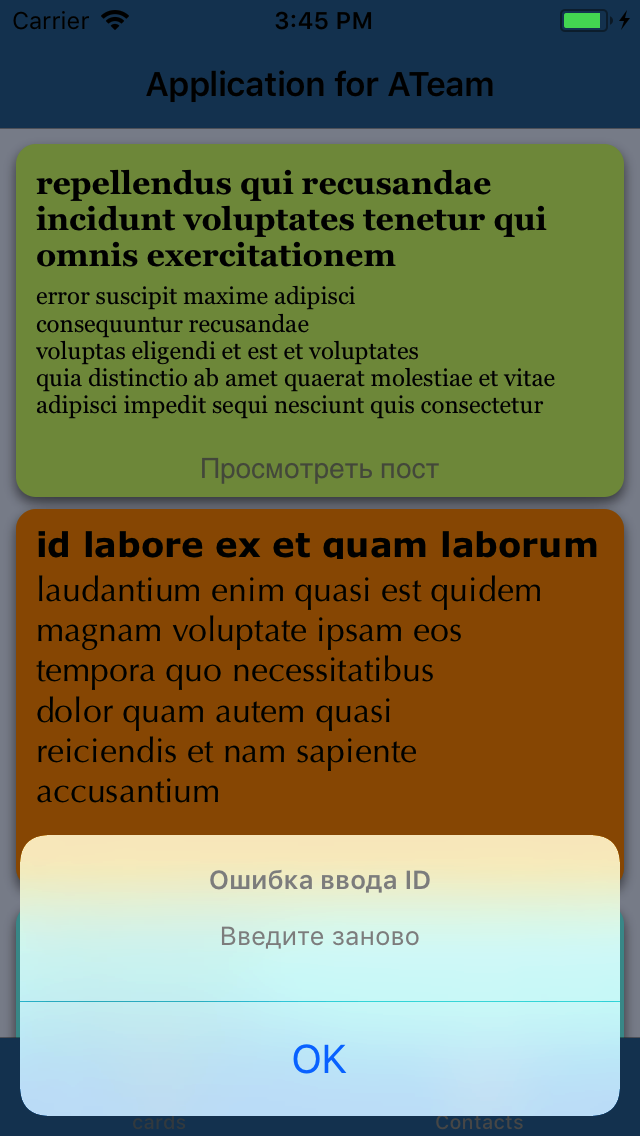 Carrier 3:45 PM
Application for ATeam
repellendus qui recusandae
incidunt voluptates tenetur qui
omnis exercitationem
error suscipit maxime adipisci
consequuntur recusandae
voluptas eligendi et est et voluptates
quia distinctio ab amet quaerat molestiae et vitae
adipisci impedit sequi nesciunt quis consectetur
Просмотреть пост
id labore ex et quam laborum
laudantium enim quasi est quidem
magnam voluptate ipsam eos
tempora quo necessitatibus
dolor quam autem quasi
reiciendis et nam sapiente
accusantium
Ошибка ввода ID
Введите заново
OK
cards Contacts